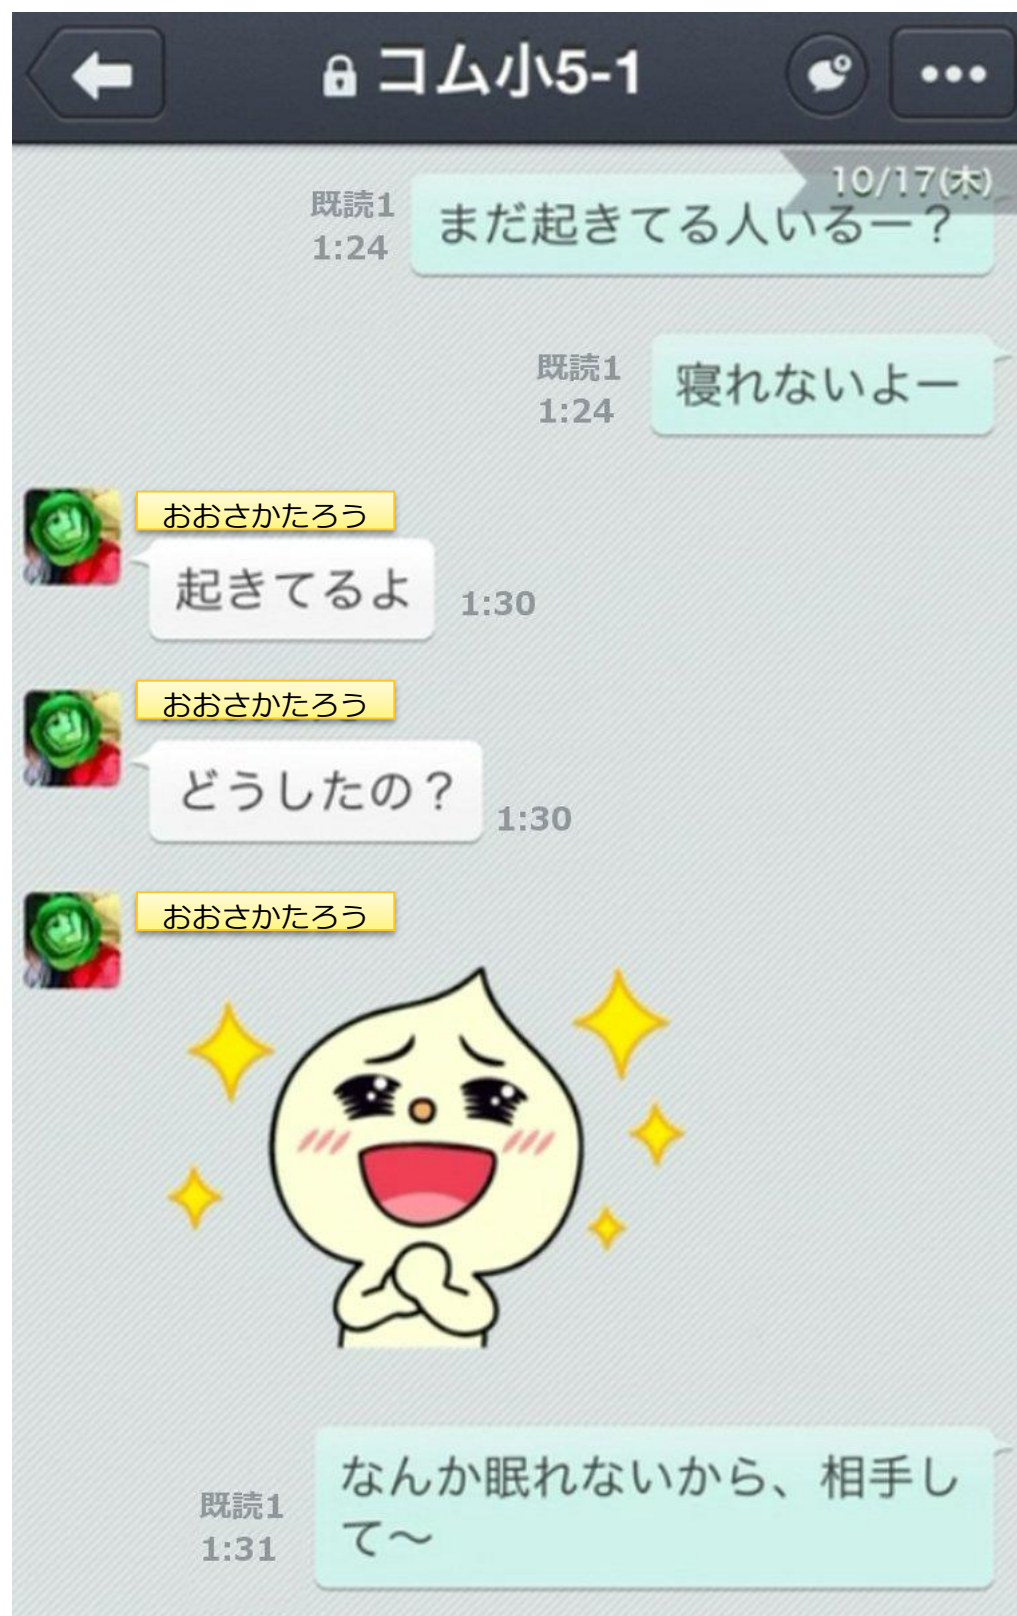 コム小5-1
10/17(木)
既読1
1:24
まだ起きてる人いるー？
既読1
1:24
寝れないよー
おおさかたろう
起きてるよ
1:30
おおさかたろう
どうしたの？
1:30
おおさかたろう
なんか眠れないから、相手し
て〜
既読1
1:31